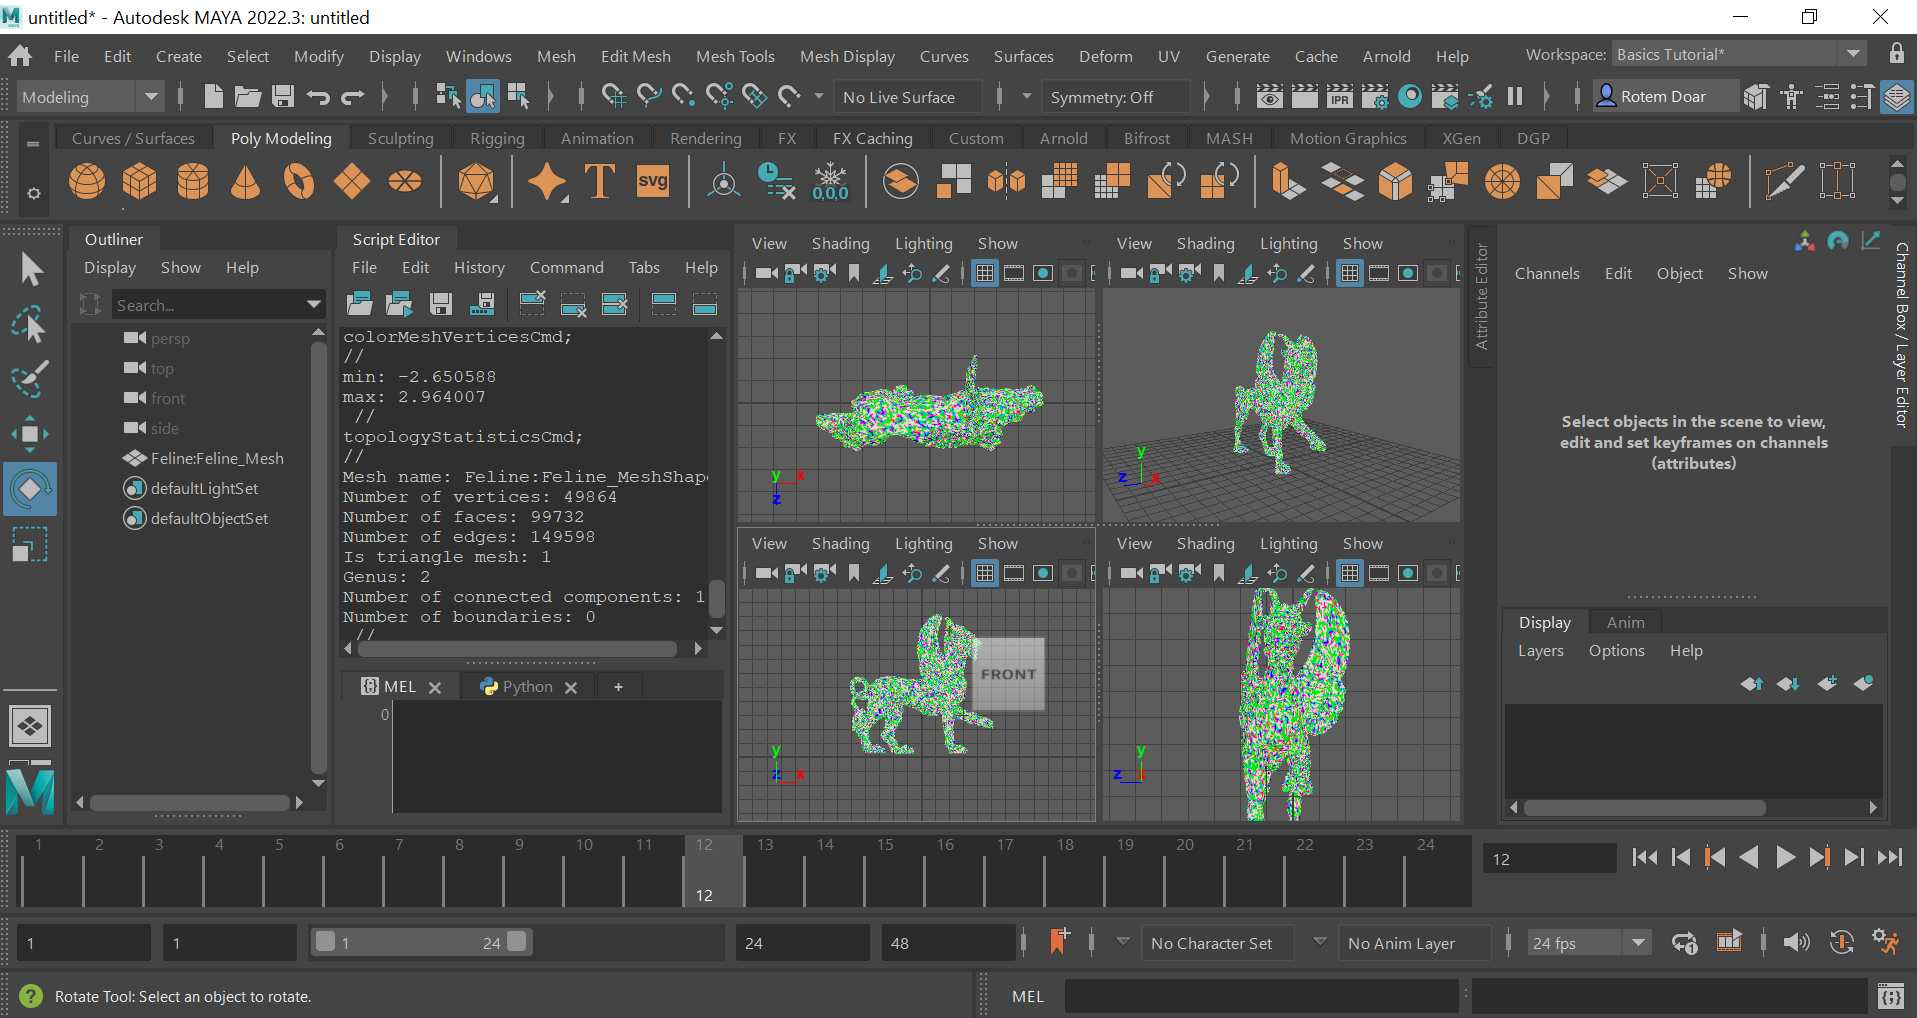 untitled* - Autodesk MAYA 2022.3: untitled
File Edit Create Select Modify Display Windows Mesh Edit Mesh Mesh Tools Mesh Display Curves Surfaces Deform UV Generate Cache Arnold Help
Workspace: Basics Tutorial*
Modeling
No Live Surface
Symmetry: Off
IPR
Rotem Doar
Curves / Surfaces Poly Modeling Sculpting Rigging Animation Rendering FX FX Caching Custom Arnold Bifrost MASH Motion Graphics XGen DGP
T
svg
0,0,0
Outliner
Display Show Help
Search...
persp
top
front
side
Feline:Feline_Mesh
defaultLightSet
defaultObjectSet
Script Editor
File Edit History Command Tabs Help
colorMeshVerticesCmd;
//
min: -2.650588
max: 2.964007
//
topologyStatisticsCmd;
//
Mesh name: Feline:Feline_MeshShap
Number of vertices: 49864
Number of faces: 99732
Number of edges: 149598
Is triangle mesh: 1
Genus: 2
Number of connected components: 1
Number of boundaries: 0
//
MEL
Python
+
0
View Shading Lighting Show
y x
z
View Shading Lighting Show
y
z x
View Shading Lighting Show
FRONT
y
z x
View Shading Lighting Show
y
z x
Attribute Editor
Channels Edit Object Show
Select objects in the scene to view,
edit and set keyframes on channels
(attributes)
Channel Box / Layer Editor
Display Anim
Layers Options Help
1 2 3 4 5 6 7 8 9 10 11 12 13 14 15 16 17 18 19 20 21 22 23 24
12
12
1
1
1 24
24
48
No Character Set
No Anim Layer
24 fps
Rotate Tool: Select an object to rotate.
MEL